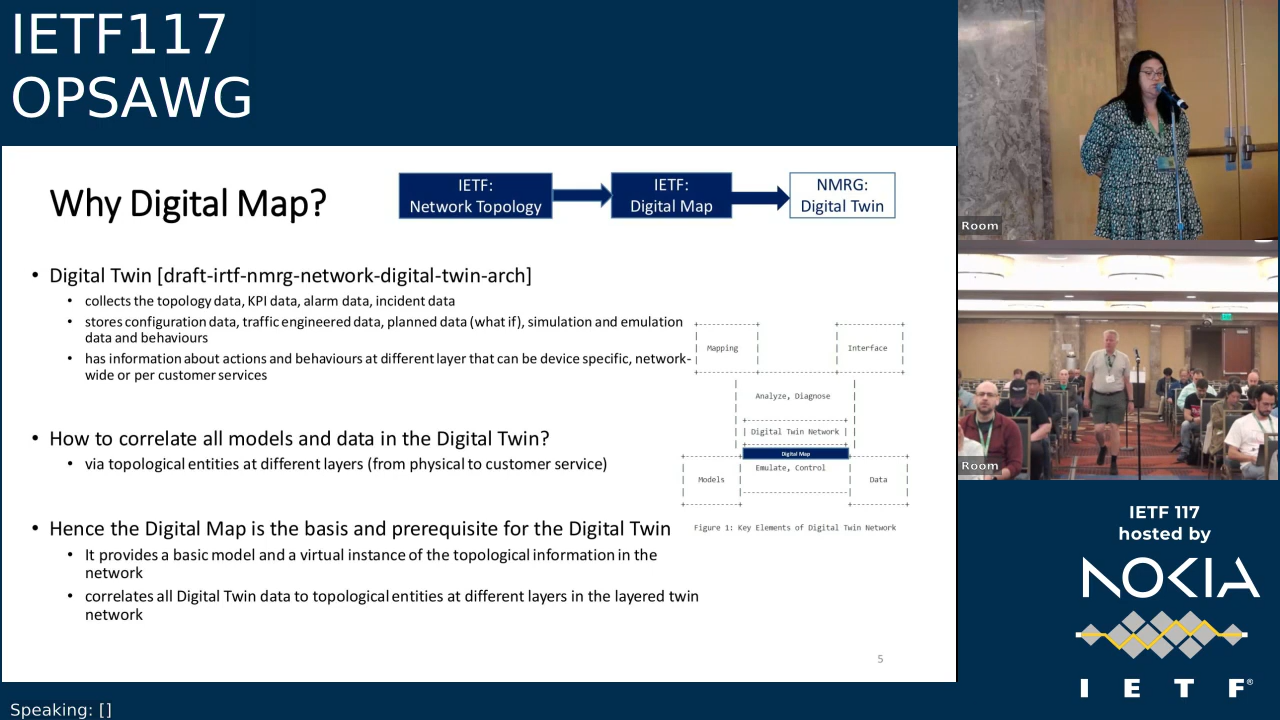 IETF117
OPSAWG
Why Digital Map?
IETF:
Network Topology
IETF:
Digital Map
NMRG:
Digital Twin
• Digital Twin [draft-irtf-nmrg-network-digital-twin-arch]
• collects the topology data, KPI data, alarm data, incident data
• stores configuration data, traffic engineered data, planned data (what if), simulation and emulation
data and behaviours
• has information about actions and behaviours at different layer that can be device specific, network-
wide or per customer services
• How to correlate all models and data in the Digital Twin?
• via topological entities at different layers (from physical to customer service)
• Hence the Digital Map is the basis and prerequisite for the Digital Twin
• It provides a basic model and a virtual instance of the topological information in the
network
• correlates all Digital Twin data to topological entities at different layers in the layered twin
network
Mapping
Interface
Analyze, Diagnose
Digital Twin Network
Digital Map
Emulate, Control
Models
Data
Figure 1: Key Elements of Digital Twin Network
5
Room
Room
IETF 117
hosted by
NOKIA
I E T F®
Speaking: []